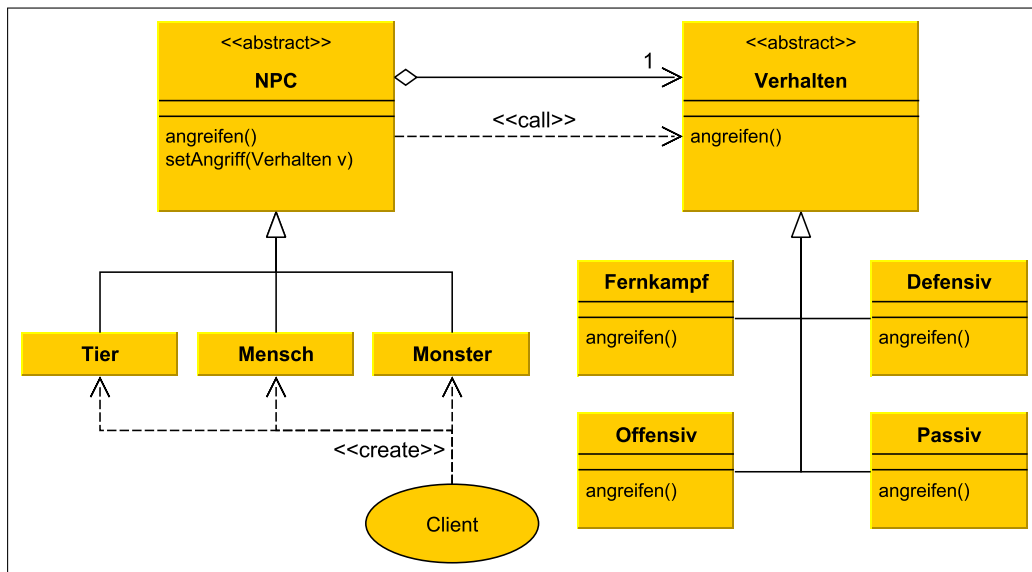 <<abstract>>
NPC
angreifen()
setAngriff(Verhalten v)
1
<<call>>
<<abstract>>
Verhalten
angreifen()
Tier
Mensch
Monster
<<create>>
Client
Fernkampf
angreifen()
Defensiv
angreifen()
Offensiv
angreifen()
Passiv
angreifen()